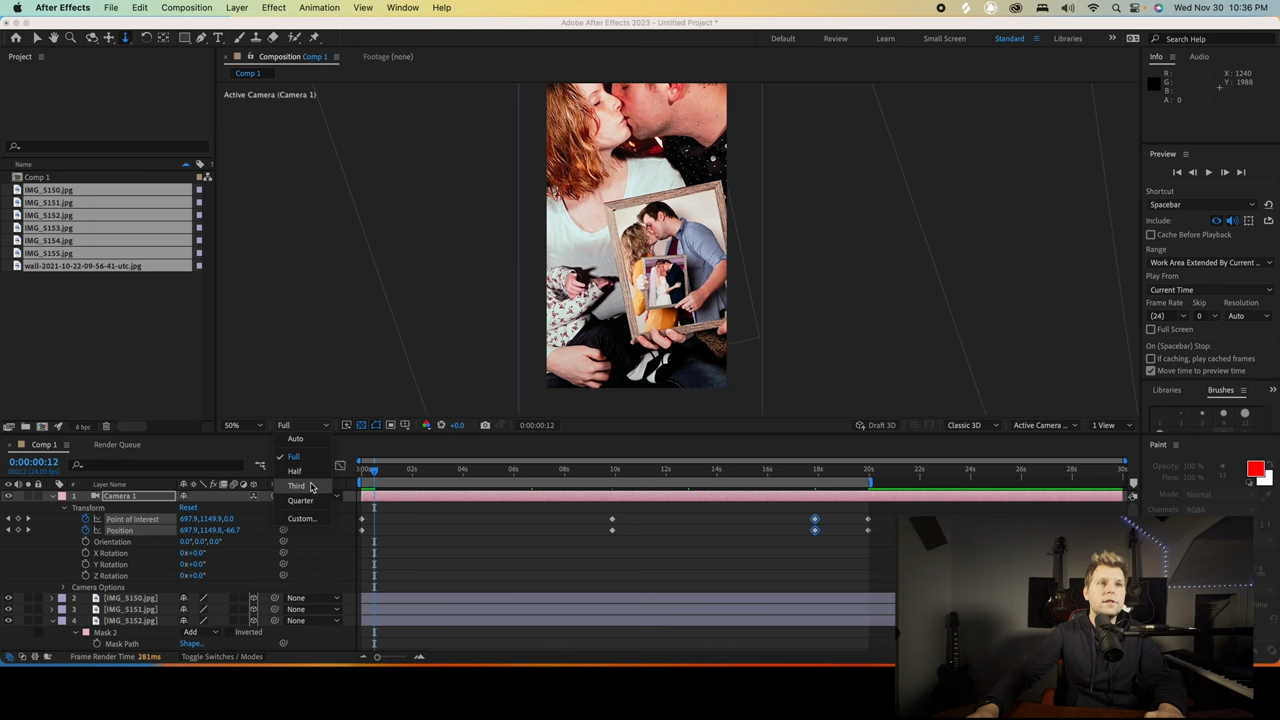 After Effects File Edit Composition Layer Effect Animation View Window Help Wed Nov 30 10:36 PM
Adobe After Effects 2023 - Untitled Project *
Default Review Learn Small Screen Standard Libraries Search Help
Project
Composition Comp 1 Footage (none)
Info Audio
Comp 1
Active Camera (Camera 1)
R: X: 1240
G: Y: 1988
B:
A: 0
Preview
Name
Comp 1
IMG_5150.jpg
IMG_5151.jpg
IMG_5152.jpg
IMG_5153.jpg
IMG_5154.jpg
IMG_5155.jpg
wall-2021-10-22-09-56-41-utc.jpg
Shortcut
Spacebar
Include:
Cache Before Playback
Range
Work Area Extended By Current ...
Play From
Current Time
Frame Rate Skip Resolution
(24) 0 Auto
Full Screen
On (Spacebar) Stop:
If caching, play cached frames
Move time to preview time
Libraries Brushes
8 bpc
50% Full +0.0 0:00:00:12 Draft 3D Classic 3D Active Camera ... 1 View
Auto
Full
Half
Third
Quarter
Custom...
Comp 1 Render Queue
0:00:00:12
00012 (24.00 fps)
02s 04s 06s 08s 10s 12s 14s 16s 18s 20s 22s 24s 26s 28s 30s
# Layer Name
1 Camera 1
Transform Reset
Point of Interest 697.9,1149.9,0.0
Position 697.9,1149.8,-66.7
Orientation 0.0°,0.0°,0.0°
X Rotation 0x+0.0°
Y Rotation 0x+0.0°
Z Rotation 0x+0.0°
Camera Options
2 [IMG_5150.jpg] None
3 [IMG_5151.jpg] None
4 [IMG_5152.jpg] None
Mask 2 Add Inverted
Mask Path Shape...
Frame Render Time 281ms Toggle Switches / Modes
Paint
Opacity: 100 %
Flow: 100 %
Mode: Normal
Channels: RGBA